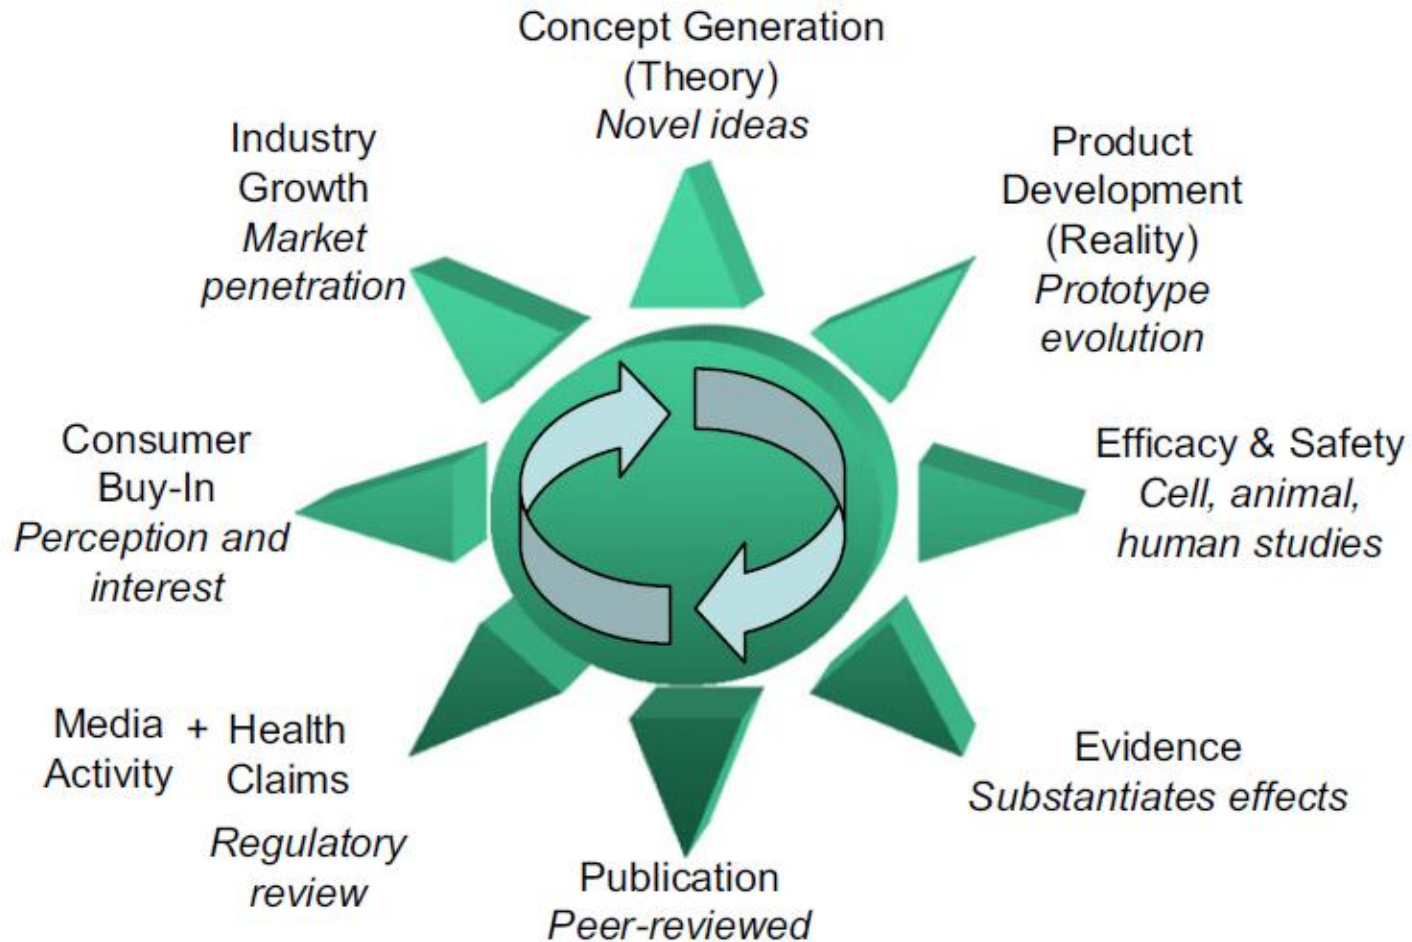 Concept Generation
(Theory)
Novel ideas
Product
Development
(Reality)
Prototype
evolution
Efficacy & Safety
Cell, animal,
human studies
Evidence
Substantiates effects
Publication
Peer-reviewed
Media + Health
Activity Claims
Regulatory
review
Consumer
Buy-In
Perception and
interest
Industry
Growth
Market
penetration